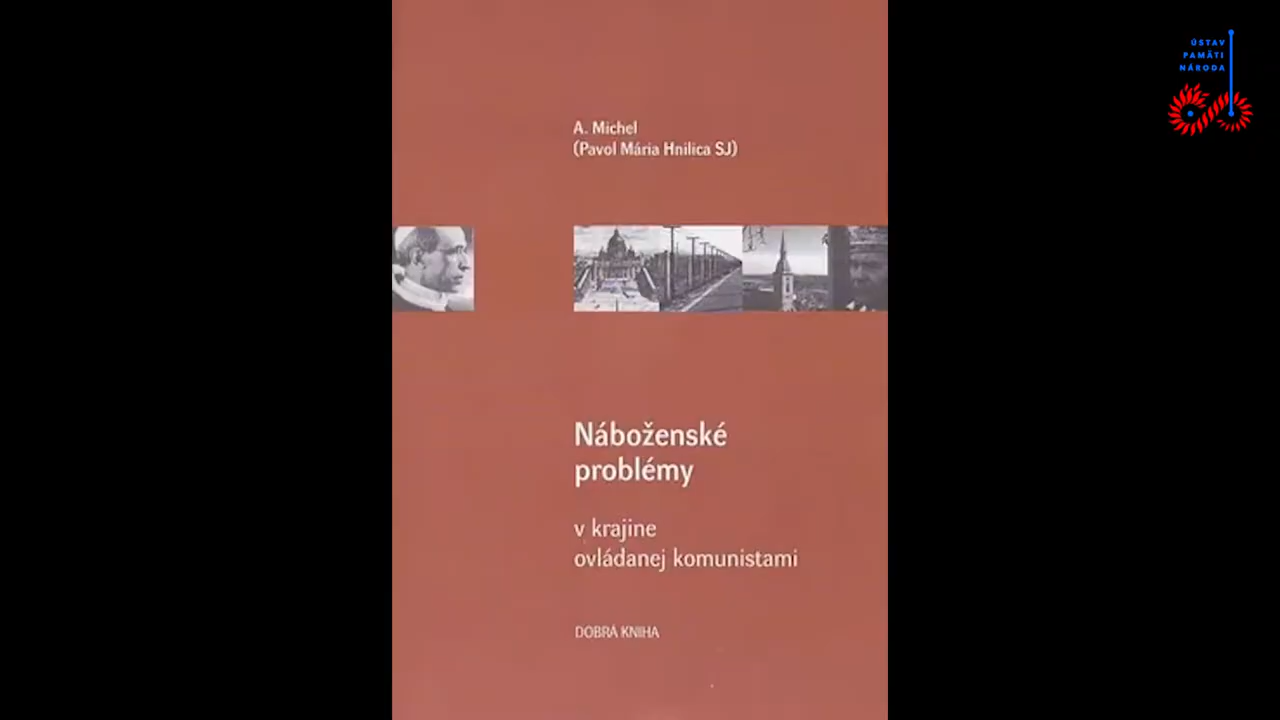 A. Michel
(Pavol Mária Hnilica SJ)
Náboženské
problémy
v krajine
ovládanej komunistami
DOBRÁ KNIHA
ÚSTAV
PAMÄTI
NÁRODA